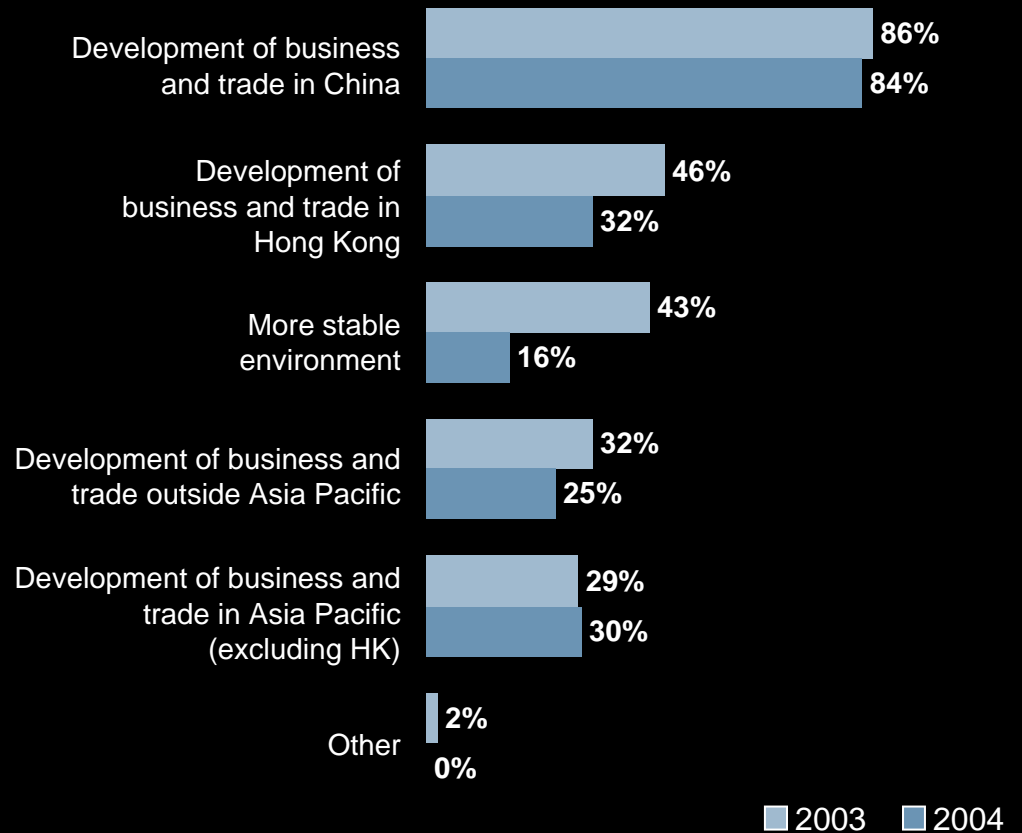 Development of business
and trade in China
86%
84%
Development of
business and trade in
Hong Kong
46%
32%
More stable
environment
43%
16%
Development of business and
trade outside Asia Pacific
32%
25%
Development of business and
trade in Asia Pacific
(excluding HK)
29%
30%
Other
2%
0%
2003 2004